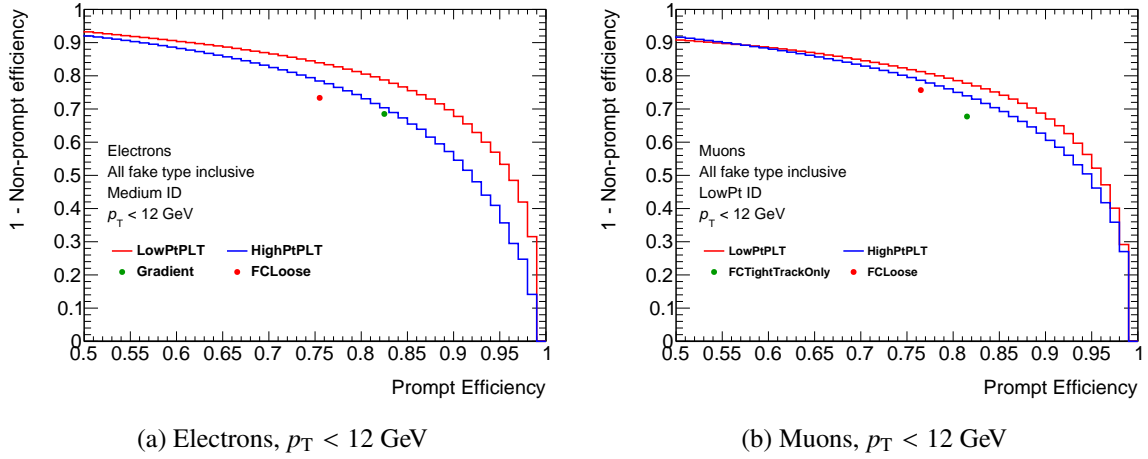 1 - Non-prompt efficiency
1
0.9
0.8
0.7
0.6
0.5
0.4
0.3
0.2
0.1
0
Electrons
All fake type inclusive
Medium ID
pT < 12 GeV
LowPtPLT HighPtPLT
Gradient FCLoose
0.5 0.55 0.6 0.65 0.7 0.75 0.8 0.85 0.9 0.95 1
Prompt Efficiency
(a) Electrons, pT < 12 GeV
1 - Non-prompt efficiency
1
0.9
0.8
0.7
0.6
0.5
0.4
0.3
0.2
0.1
0
Muons
All fake type inclusive
LowPt ID
pT < 12 GeV
LowPtPLT HighPtPLT
FCTightTrackOnly FCLoose
0.5 0.55 0.6 0.65 0.7 0.75 0.8 0.85 0.9 0.95 1
Prompt Efficiency
(b) Muons, pT < 12 GeV